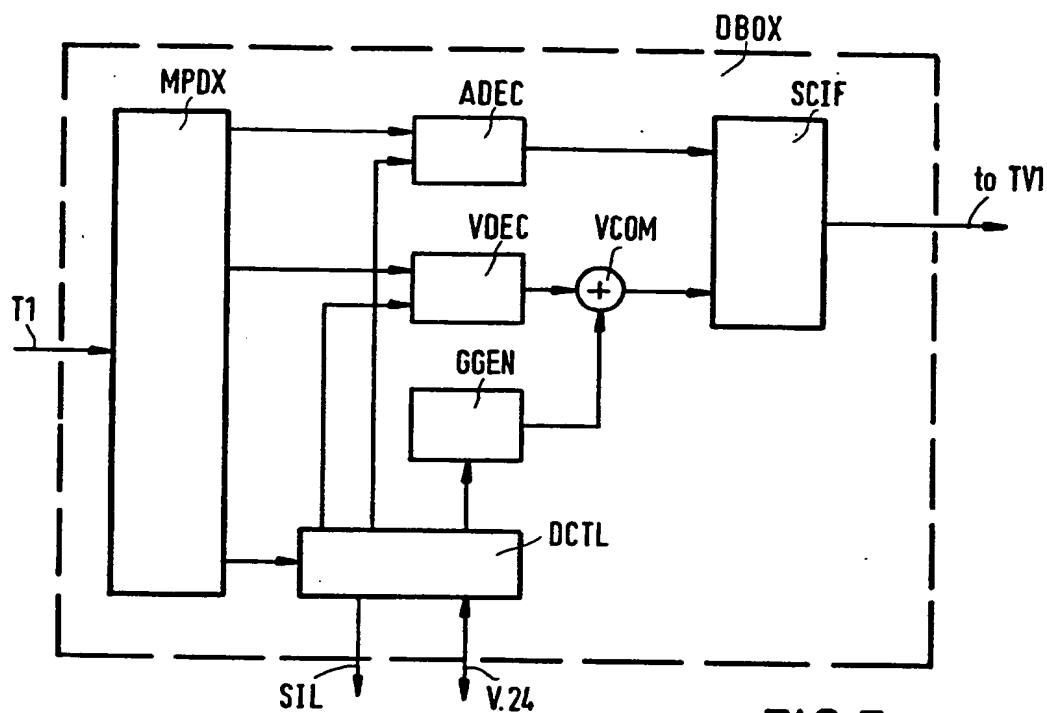 DBOX
MPDX
ADEC
SCIF
to TV1
VDEC
VCOM
T1
GGEN
DCTL
SIL
V.24